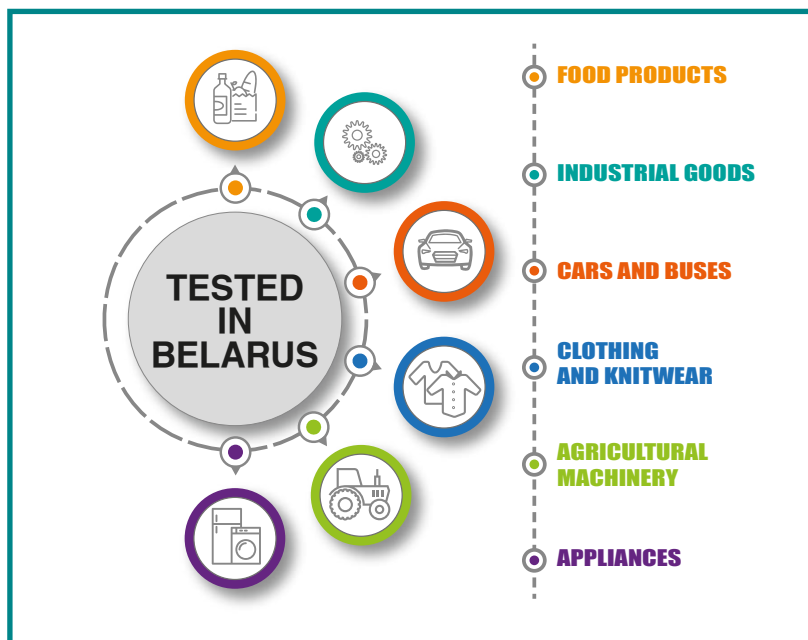 TESTED
IN
BELARUS
FOOD PRODUCTS
INDUSTRIAL GOODS
CARS AND BUSES
CLOTHING
AND KNITWEAR
AGRICULTURAL
MACHINERY
APPLIANCES